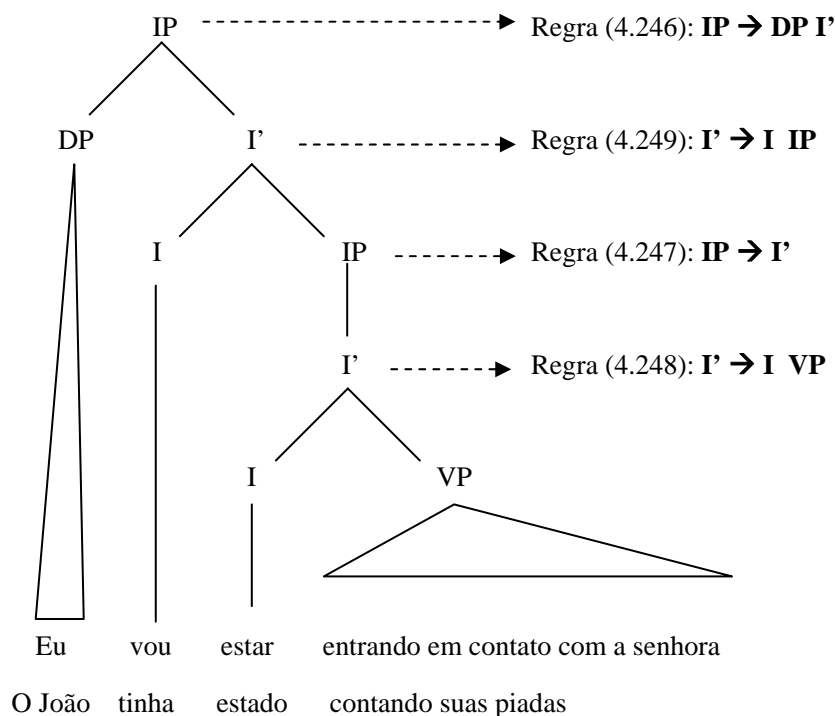 IP Regra (4.246): IP → DP I’
DP I’ Regra (4.249): I’ → I IP
I IP Regra (4.247): IP → I’
I’ Regra (4.248): I’ → I VP
I VP
Eu vou estar entrando em contato com a senhora
O João tinha estado contando suas piadas